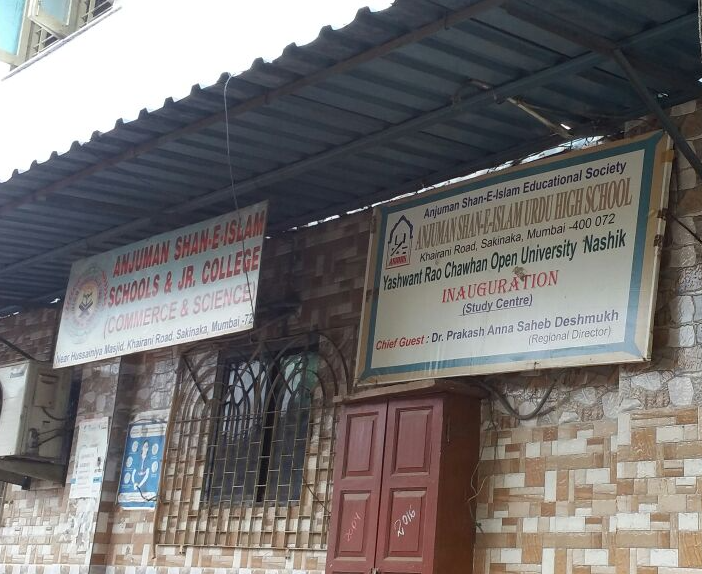 ANJUMAN SHAN-E-ISLAM
SCHOOLS & JR. COLLEGE
(COMMERCE & SCIENCE)
Near Hussainiya Masjid, Khairani Road, Sakinaka, Mumbai -72
Anjuman Shan-E-Islam Educational Society
ANJUMAN SHAN-E-ISLAM URDU HIGH SCHOOL
Khairani Road, Sakinaka, Mumbai -400 072
Yashwant Rao Chawhan Open University Nashik
INAUGURATION
(Study Centre)
Chief Guest : Dr. Prakash Anna Saheb Deshmukh
(Regional Director)
2016